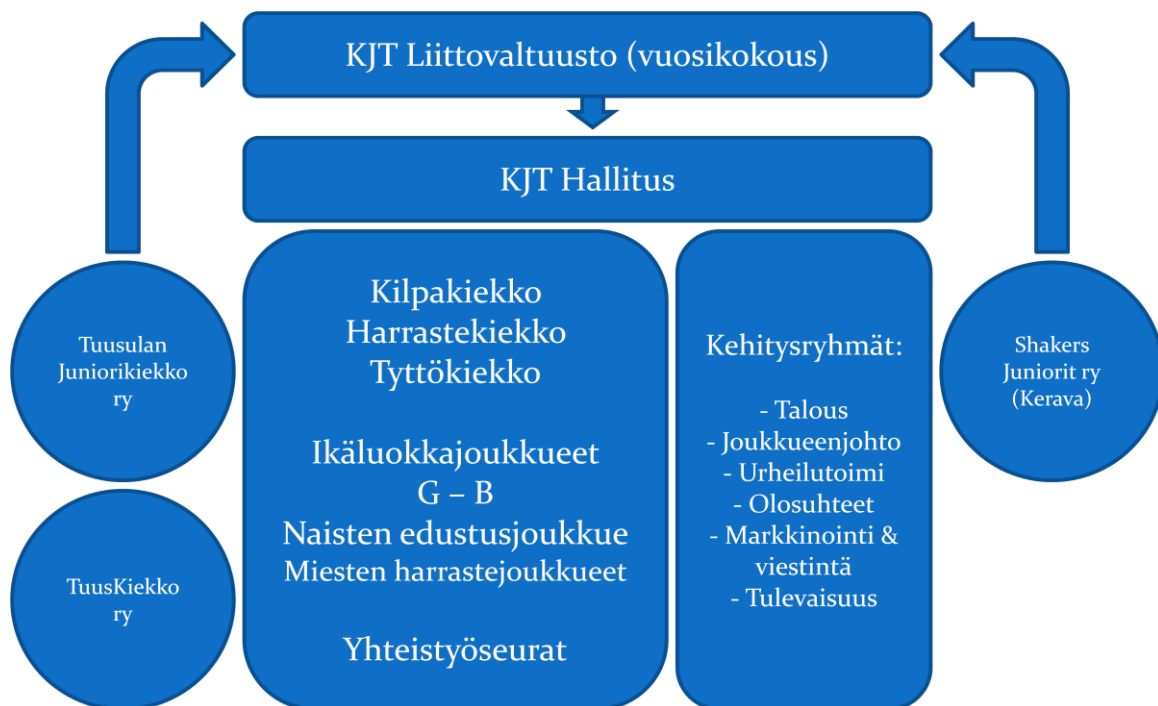 KJT Liittovaltuusto (vuosikokous)
KJT Hallitus
Tuusulan
Juniorikiekko
ry
TuusKiekko
ry
Kilpakiekko
Harrastekiekko
Tyttökiekko
Ikäluokkajoukkueet
G – B
Naisten edustusjoukkue
Miesten harrastejoukkueet
Yhteistyöseurat
Kehitysryhmät:
- Talous
- Joukkueenjohto
- Urheilutoimi
- Olosuhteet
- Markkinointi &
viestintä
- Tulevaisuus
Shakers
Juniorit ry
(Kerava)